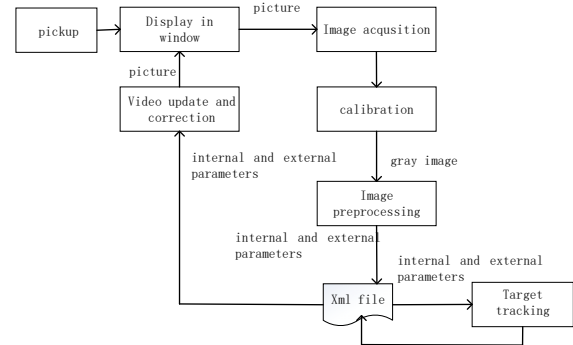 picture
pickup
Display in
window
Image acqusition
picture
Video update and
correction
calibration
internal and external
parameters
gray image
Image
preprocessing
internal and external
parameters
internal and external
parameters
Xml file
Target
tracking